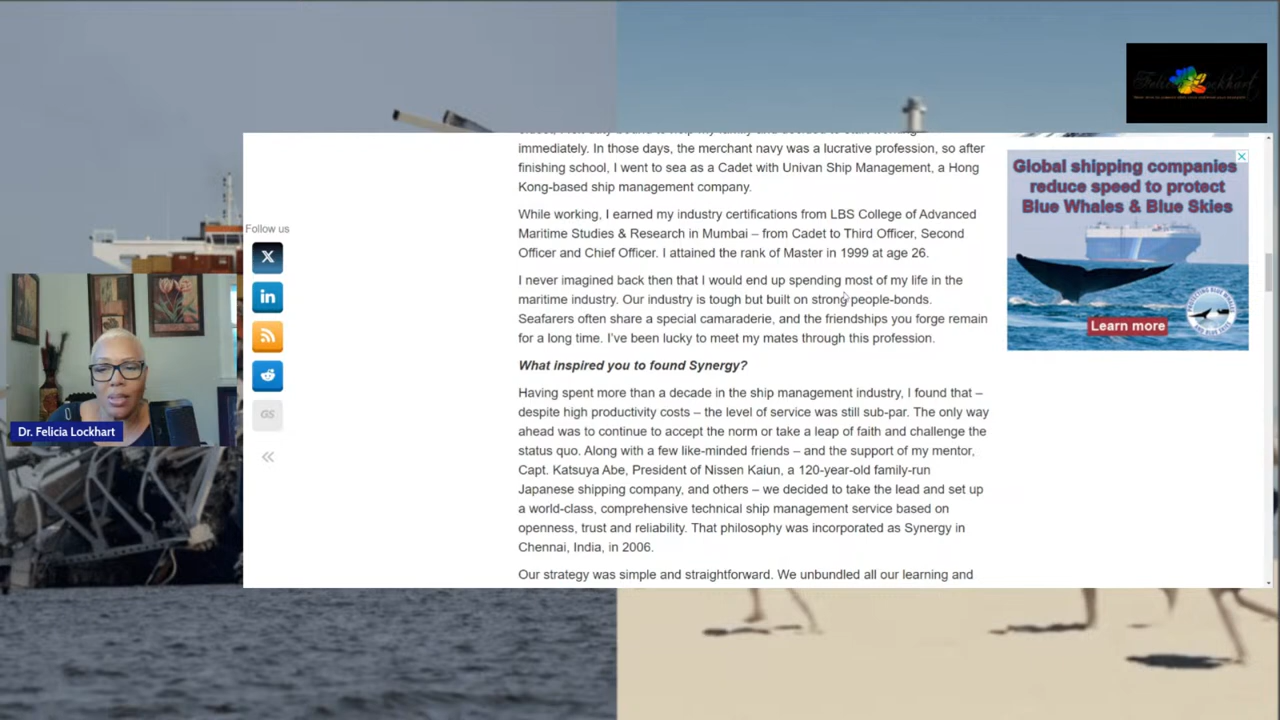 Felicia Lockhart
immediately. In those days, the merchant navy was a lucrative profession, so after
finishing school, I went to sea as a Cadet with Univan Ship Management, a Hong
Kong-based ship management company.
While working, I earned my industry certifications from LBS College of Advanced
Maritime Studies & Research in Mumbai – from Cadet to Third Officer, Second
Officer and Chief Officer. I attained the rank of Master in 1999 at age 26.
I never imagined back then that I would end up spending most of my life in the
maritime industry. Our industry is tough but built on strong people-bonds.
Seafarers often share a special camaraderie, and the friendships you forge remain
for a long time. I've been lucky to meet my mates through this profession.
What inspired you to found Synergy?
Having spent more than a decade in the ship management industry, I found that –
despite high productivity costs – the level of service was still sub-par. The only way
ahead was to continue to accept the norm or take a leap of faith and challenge the
status quo. Along with a few like-minded friends – and the support of my mentor,
Capt. Katsuya Abe, President of Nissen Kaiun, a 120-year-old family-run
Japanese shipping company, and others – we decided to take the lead and set up
a world-class, comprehensive technical ship management service based on
openness, trust and reliability. That philosophy was incorporated as Synergy in
Chennai, India, in 2006.
Our strategy was simple and straightforward. We unbundled all our learning and
Follow us
X
in
GS
Global shipping companies
reduce speed to protect
Blue Whales & Blue Skies
Learn more
Dr. Felicia Lockhart